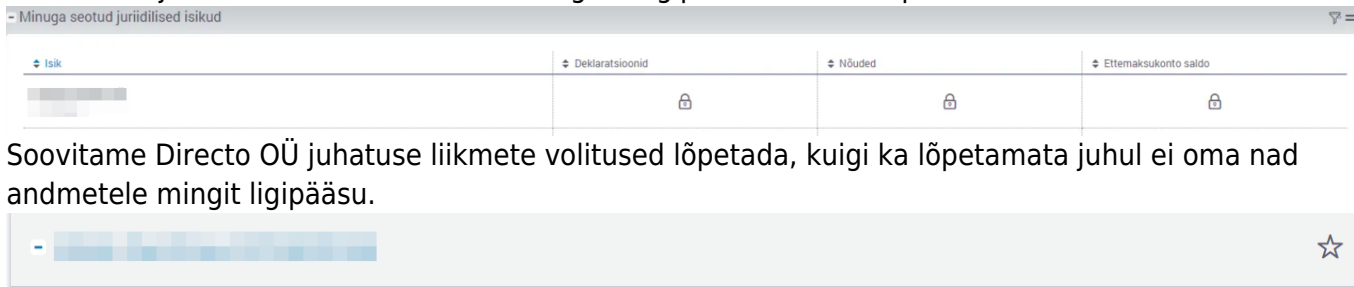 Minuga seotud juriidilised isikud
Isik
Deklaratsioonid
Nõuded
Ettemaksukonto saldo
Soovitame Directo OÜ juhatuse liikmete volitused lõpetada, kuigi ka lõpetamata juhul ei oma nad
andmetele mingit ligipääsu.